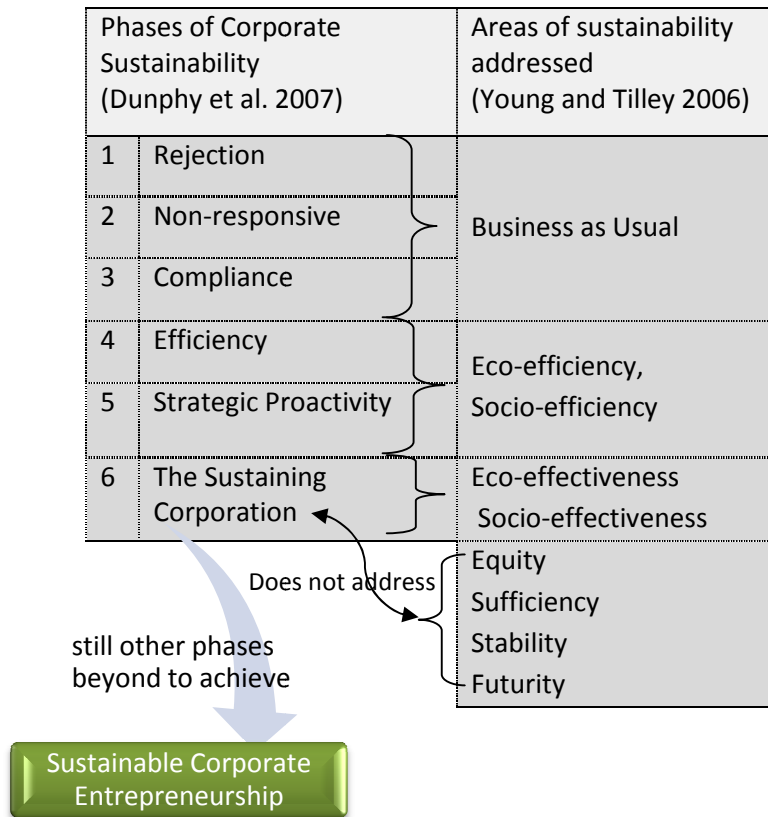 Phases of Corporate
Sustainability
(Dunphy et al. 2007)
Areas of sustainability
addressed
(Young and Tilley 2006)
1 Rejection
2 Non-responsive
3 Compliance
Business as Usual
4 Efficiency
5 Strategic Proactivity
Eco-efficiency,
Socio-efficiency
6 The Sustaining
Corporation
Eco-effectiveness
Socio-effectiveness
Does not address
Equity
Sufficiency
Stability
Futurity
still other phases
beyond to achieve
Sustainable Corporate
Entrepreneurship